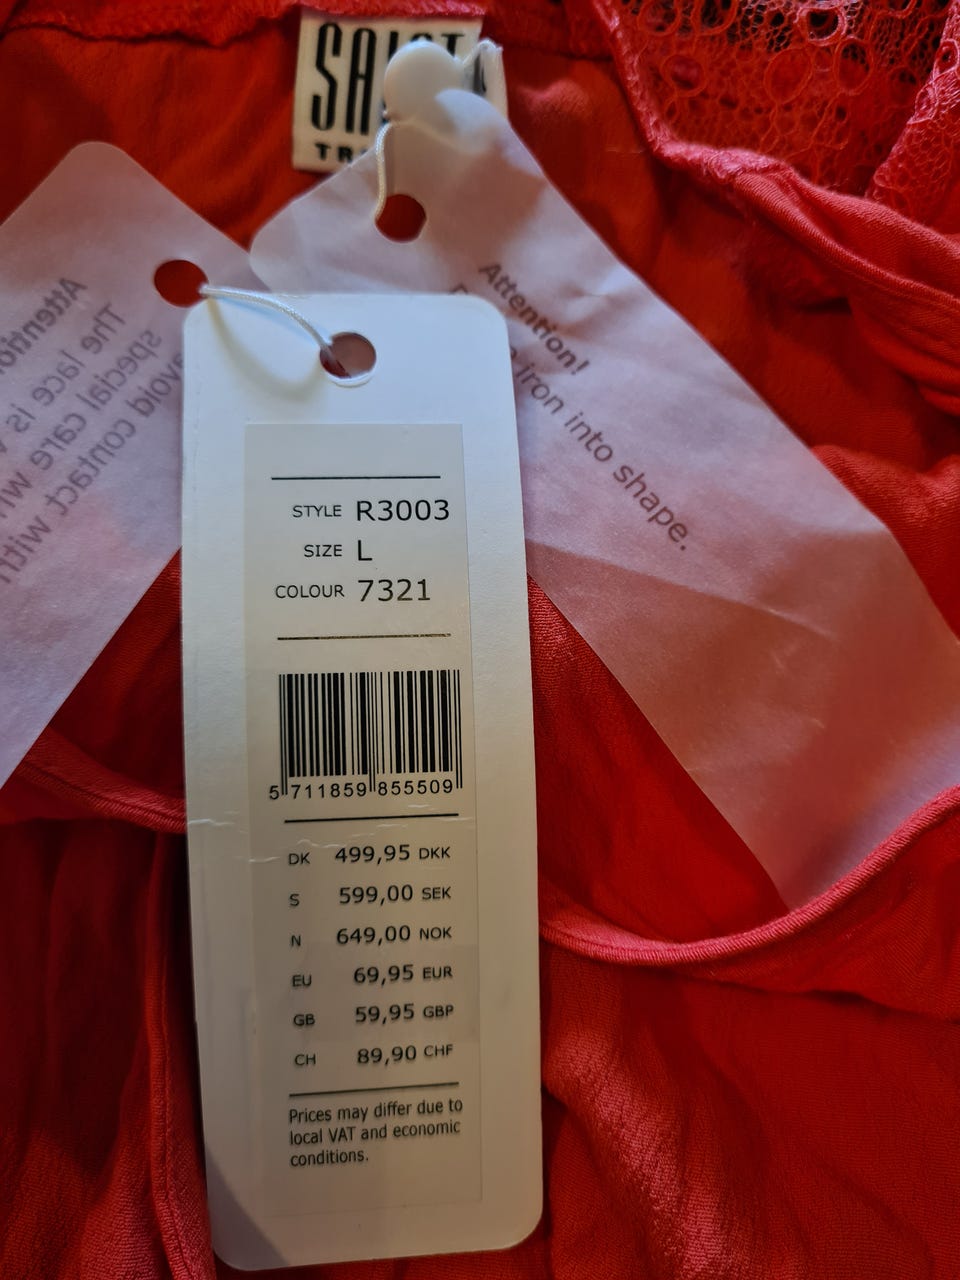 SAINT
STYLE R3003
SIZE L
COLOUR 7321
5 711859 855509
DK 499,95 DKK
S 599,00 SEK
N 649,00 NOK
EU 69,95 EUR
GB 59,95 GBP
CH 89,90 CHF
Prices may differ due to
local VAT and economic
conditions.
Attention!
iron into shape.
The lace is
special care
avoid contact with